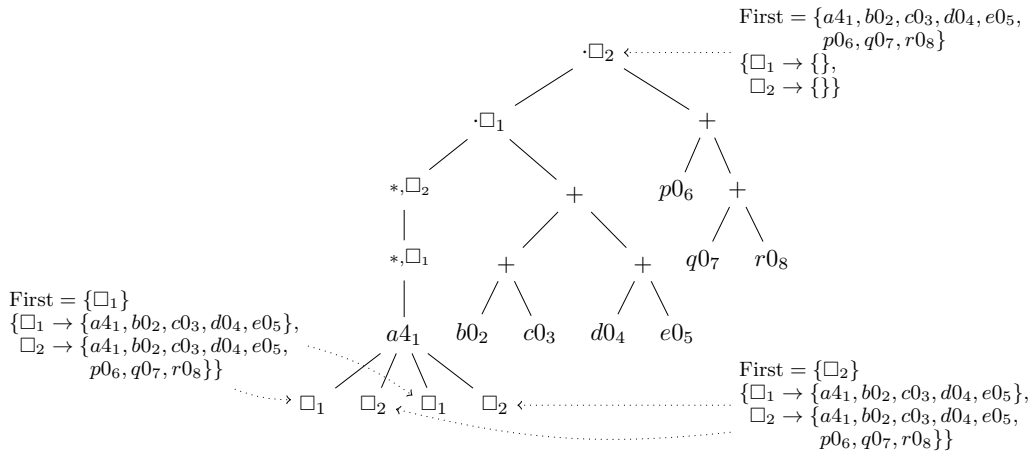 First = {a4₁, b0₂, c0₃, d0₄, e0₅,
p0₆, q0₇, r0₈}
{□₁ → {},
□₂ → {}}
·□₂
·□₁
+
*,□₂
+
p0₆
+
*,□₁
+
+
q0₇
r0₈
First = {□₁}
{□₁ → {a4₁, b0₂, c0₃, d0₄, e0₅},
□₂ → {a4₁, b0₂, c0₃, d0₄, e0₅,
p0₆, q0₇, r0₈}}
a4₁
b0₂
c0₃
d0₄
e0₅
□₁
□₂
□₁
□₂
First = {□₂}
{□₁ → {a4₁, b0₂, c0₃, d0₄, e0₅},
□₂ → {a4₁, b0₂, c0₃, d0₄, e0₅,
p0₆, q0₇, r0₈}}